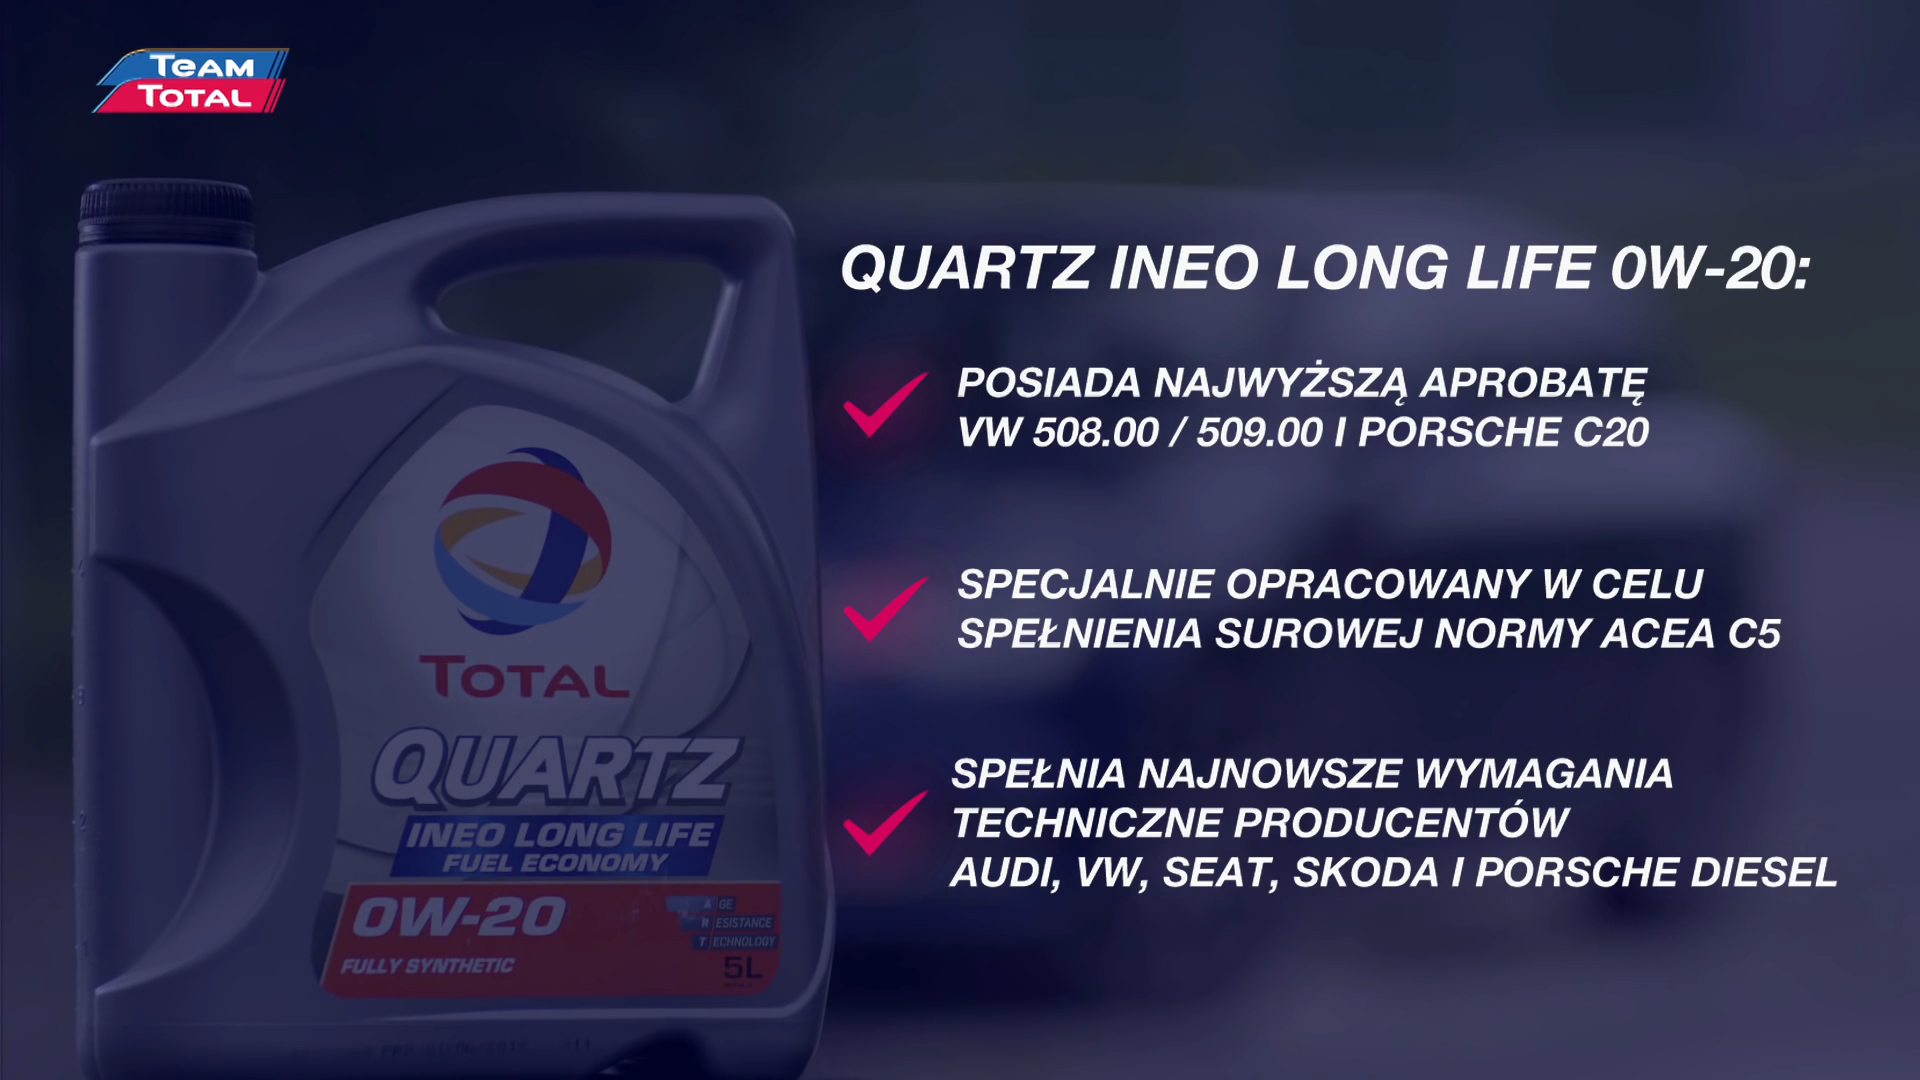 TEAM
TOTAL
QUARTZ INEO LONG LIFE 0W-20:
POSIADA NAJWYŻSZĄ APROBATĘ
VW 508.00 / 509.00 I PORSCHE C20
SPECJALNIE OPRACOWANY W CELU
SPEŁNIENIA SUROWEJ NORMY ACEA C5
SPEŁNIA NAJNOWSZE WYMAGANIA
TECHNICZNE PRODUCENTÓW
AUDI, VW, SEAT, SKODA I PORSCHE DIESEL
TOTAL
QUARTZ
INEO LONG LIFE
FUEL ECONOMY
0W-20
AGE
RESISTANCE
TECHNOLOGY
FULLY SYNTHETIC
5L